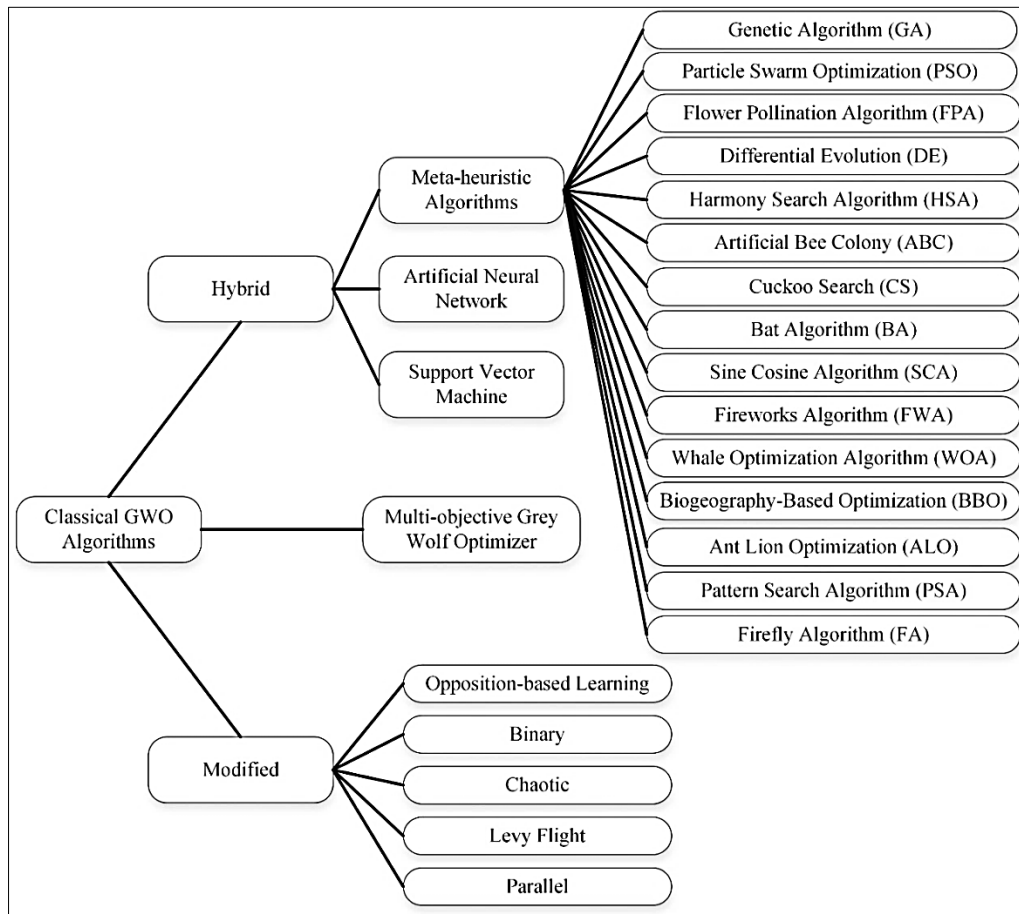 Genetic Algorithm (GA)
Particle Swarm Optimization (PSO)
Flower Pollination Algorithm (FPA)
Differential Evolution (DE)
Meta-heuristic
Algorithms
Harmony Search Algorithm (HSA)
Artificial Bee Colony (ABC)
Hybrid
Artificial Neural
Network
Cuckoo Search (CS)
Bat Algorithm (BA)
Support Vector
Machine
Sine Cosine Algorithm (SCA)
Fireworks Algorithm (FWA)
Whale Optimization Algorithm (WOA)
Biogeography-Based Optimization (BBO)
Classical GWO
Algorithms
Multi-objective Grey
Wolf Optimizer
Ant Lion Optimization (ALO)
Pattern Search Algorithm (PSA)
Firefly Algorithm (FA)
Opposition-based Learning
Binary
Modified
Chaotic
Levy Flight
Parallel